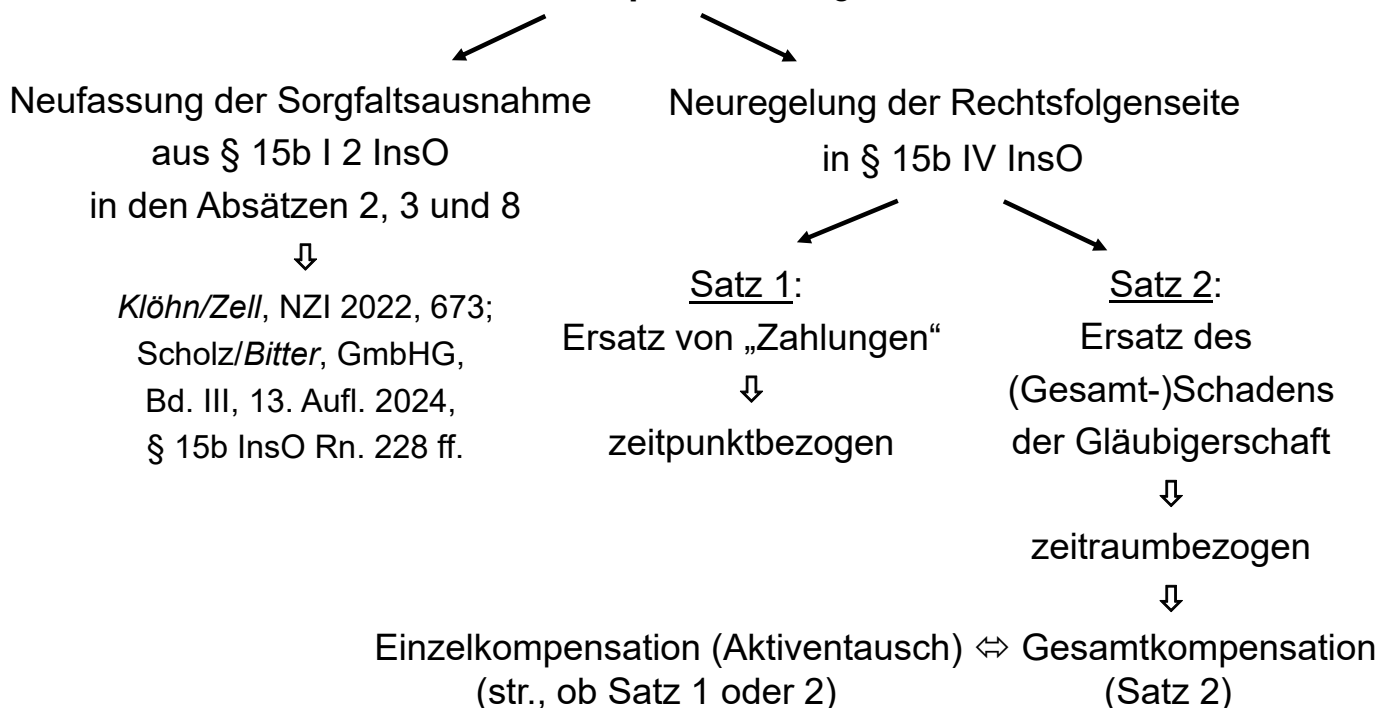 Neufassung der Sorgfaltsausnahme
aus § 15b I 2 InsO
in den Absätzen 2, 3 und 8
⇩
Klöhn/Zell, NZI 2022, 673;
Scholz/Bitter, GmbHG,
Bd. III, 13. Aufl. 2024,
§ 15b InsO Rn. 228 ff.
Neuregelung der Rechtsfolgenseite
in § 15b IV InsO
Satz 1:
Ersatz von „Zahlungen“
⇩
zeitpunktbezogen
Satz 2:
Ersatz des
(Gesamt-)Schadens
der Gläubigerschaft
⇩
zeitraumbezogen
⇩
Einzelkompensation (Aktiventausch) ⇔ Gesamtkompensation
(str., ob Satz 1 oder 2) (Satz 2)